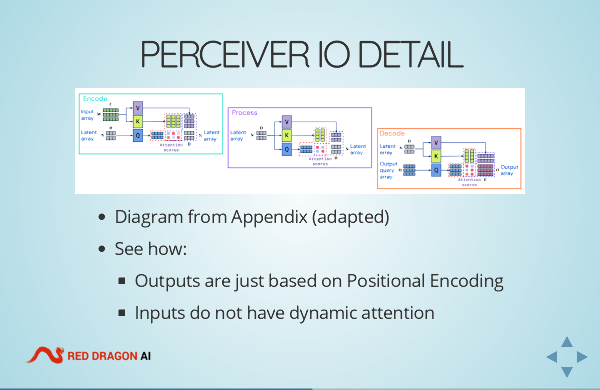 PERCEIVER IO DETAIL
Encode
Input
array
Latent
array
V
K
Q
Attention
scores
Latent
array
Process
Latent
array
V
K
Q
Attention
scores
Latent
array
Decode
Latent
array
Output
query
array
V
K
Q
Attention
scores
Output
array
• Diagram from Appendix (adapted)
• See how:
▪ Outputs are just based on Positional Encoding
▪ Inputs do not have dynamic attention
RED DRAGON AI